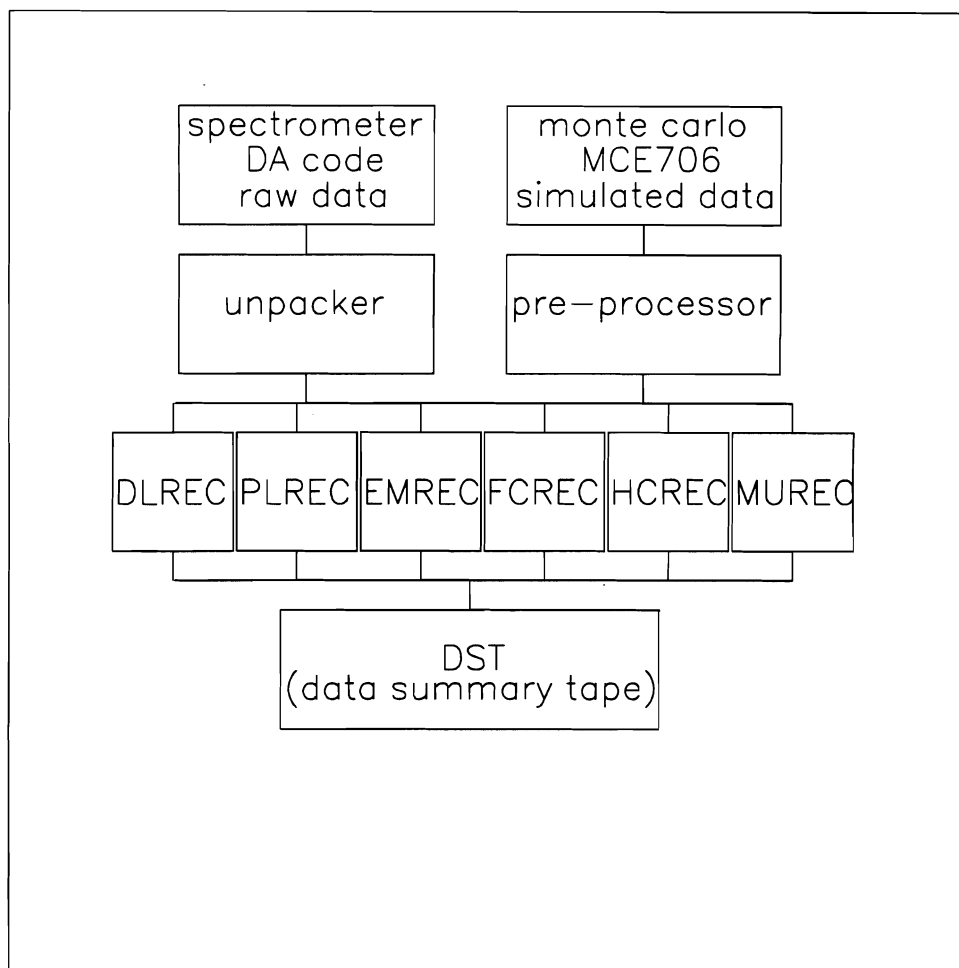 spectrometer
DA code
raw data
monte carlo
MCE706
simulated data
unpacker
pre-processor
DLREC
PLREC
EMREC
FCREC
HCREC
MUREC
DST
(data summary tape)